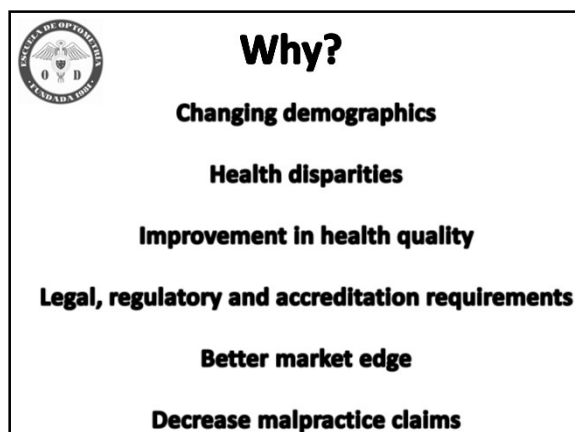 ESCUELA DE OPTOMETRIA
O D
FUNDADA 1981
Why?
Changing demographics
Health disparities
Improvement in health quality
Legal, regulatory and accreditation requirements
Better market edge
Decrease malpractice claims